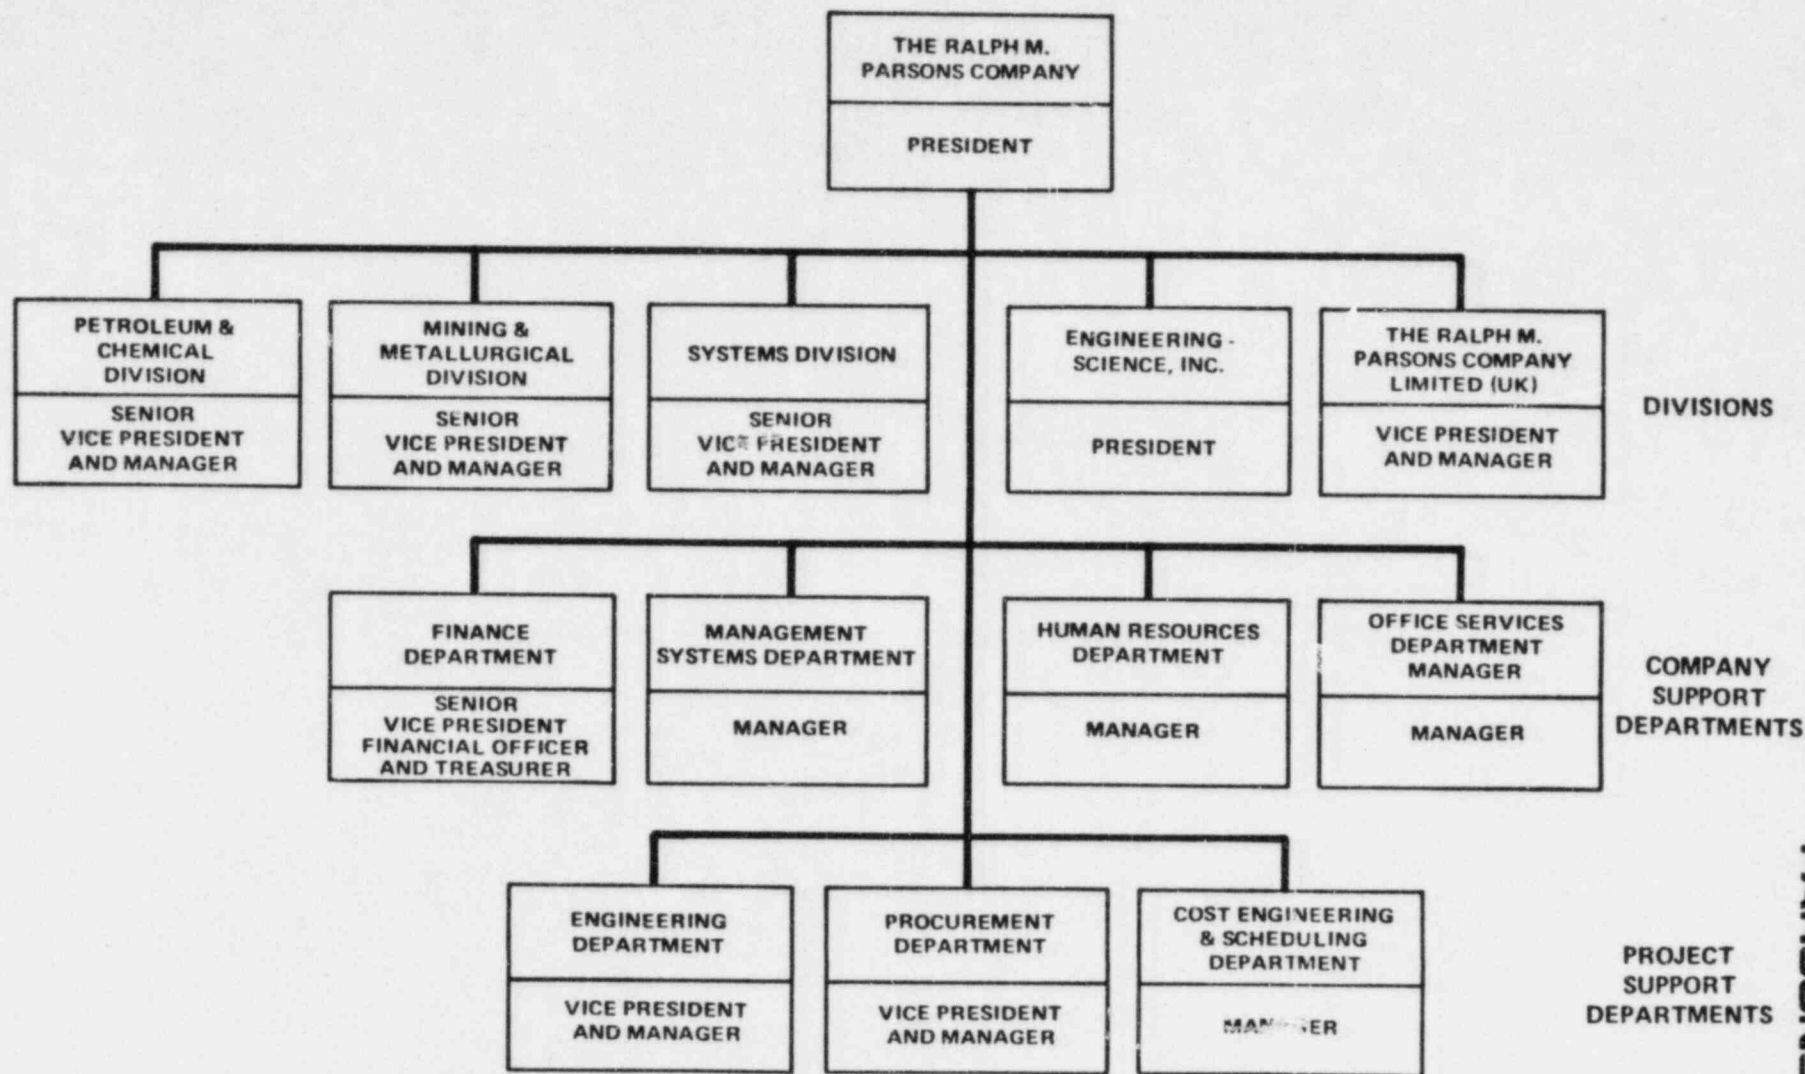 THE RALPH M.
PARSONS COMPANY
PRESIDENT
PETROLEUM &
CHEMICAL
DIVISION
SENIOR
VICE PRESIDENT
AND MANAGER
MINING &
METALLURGICAL
DIVISION
SENIOR
VICE PRESIDENT
AND MANAGER
SYSTEMS DIVISION
SENIOR
VICE PRESIDENT
AND MANAGER
ENGINEERING -
SCIENCE, INC.
PRESIDENT
THE RALPH M.
PARSONS COMPANY
LIMITED (UK)
VICE PRESIDENT
AND MANAGER
DIVISIONS
FINANCE
DEPARTMENT
SENIOR
VICE PRESIDENT
FINANCIAL OFFICER
AND TREASURER
MANAGEMENT
SYSTEMS DEPARTMENT
MANAGER
HUMAN RESOURCES
DEPARTMENT
MANAGER
OFFICE SERVICES
DEPARTMENT
MANAGER
MANAGER
COMPANY
SUPPORT
DEPARTMENTS
ENGINEERING
DEPARTMENT
VICE PRESIDENT
AND MANAGER
PROCUREMENT
DEPARTMENT
VICE PRESIDENT
AND MANAGER
COST ENGINEERING
& SCHEDULING
DEPARTMENT
MANAGER
PROJECT
SUPPORT
DEPARTMENTS